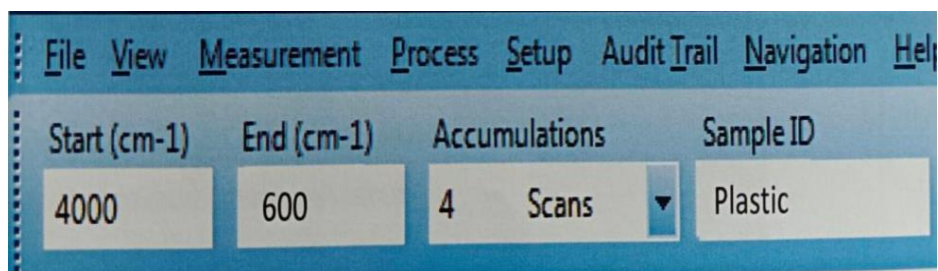 File View Measurement Process Setup Audit Trail Navigation Help
Start (cm-1) End (cm-1) Accumulations Sample ID
4000 600 4 Scans Plastic